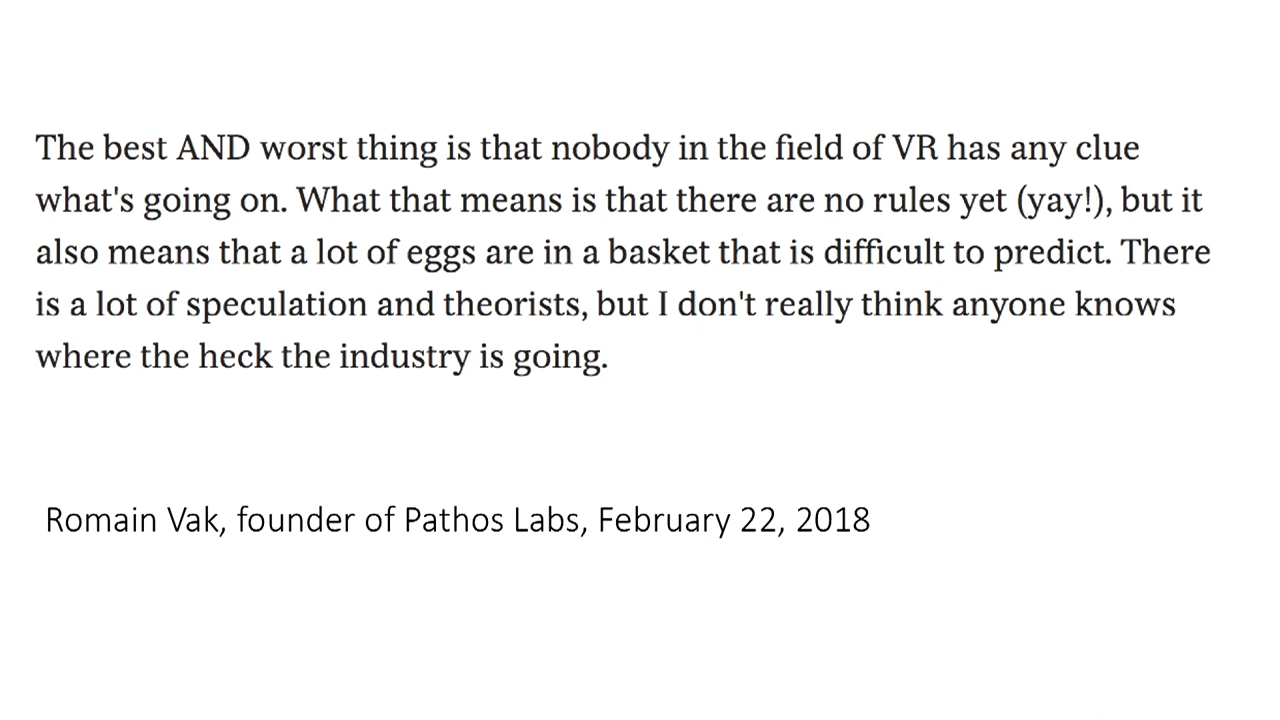 The best AND worst thing is that nobody in the field of VR has any clue
what's going on. What that means is that there are no rules yet (yay!), but it
also means that a lot of eggs are in a basket that is difficult to predict. There
is a lot of speculation and theorists, but I don't really think anyone knows
where the heck the industry is going.
Romain Vak, founder of Pathos Labs, February 22, 2018